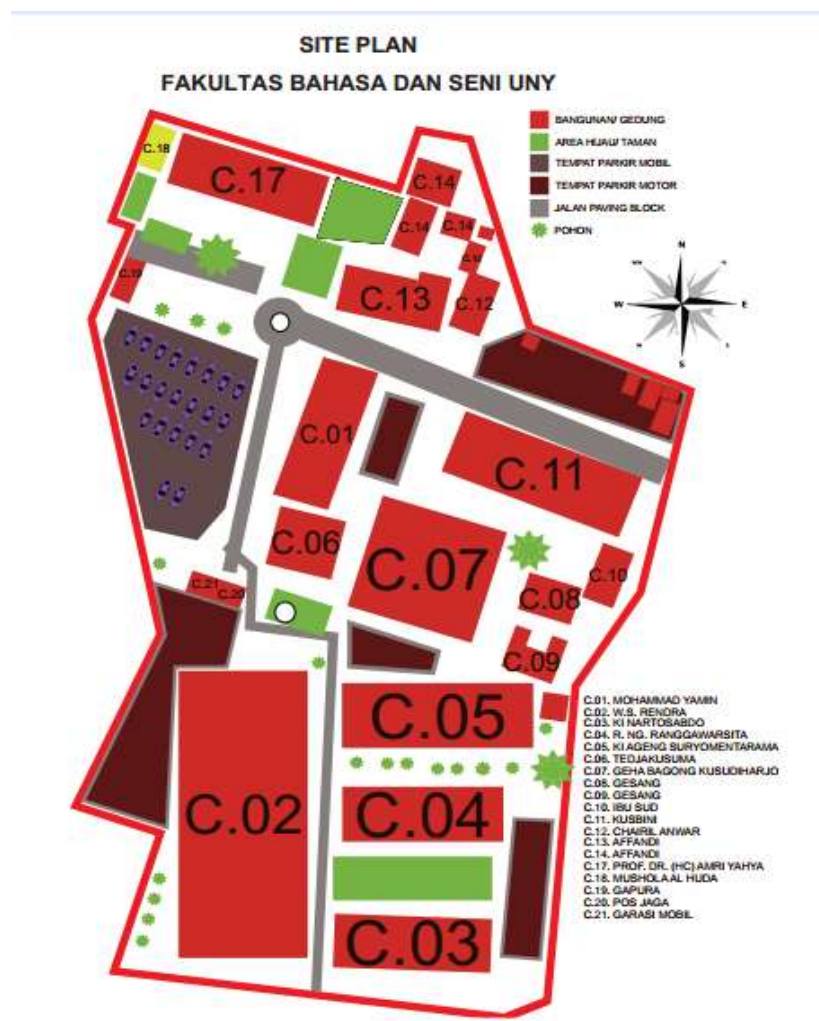 SITE PLAN
FAKULTAS BAHASA DAN SENI UNY
BANGUNAN/ GEDUNG
AREA HIJAU/ TAMAN
TEMPAT PARKIR MOBIL
TEMPAT PARKIR MOTOR
JALAN PAVING BLOCK
POHON
N
W
E
S
C.18
C.17
C.14
C.14
C.14
C.19
C.13
C.12
C.01
C.11
C.06
C.07
C.10
C.08
C.21
C.20
C.09
C.05
C.02
C.04
C.03
C.01. MOHAMMAD YAMIN
C.02. W.S. RENDRA
C.03. KI NARTOSABDO
C.04. R. NG. RANGGAWARSITA
C.05. KI AGENG SURYOMENTARAMA
C.06. TEDJAKUSUMA
C.07. GEHA BAGONG KUSUDIHARJO
C.08. GESANG
C.09. GESANG
C.10. IBU SUD
C.11. KUSBINI
C.12. CHAIRIL ANWAR
C.13. AFFANDI
C.14. AFFANDI
C.17. PROF. DR. (HC) AMRI YAHYA
C.18. MUSHOLA AL HUDA
C.19. GAPURA
C.20. POS JAGA
C.21. GARASI MOBIL